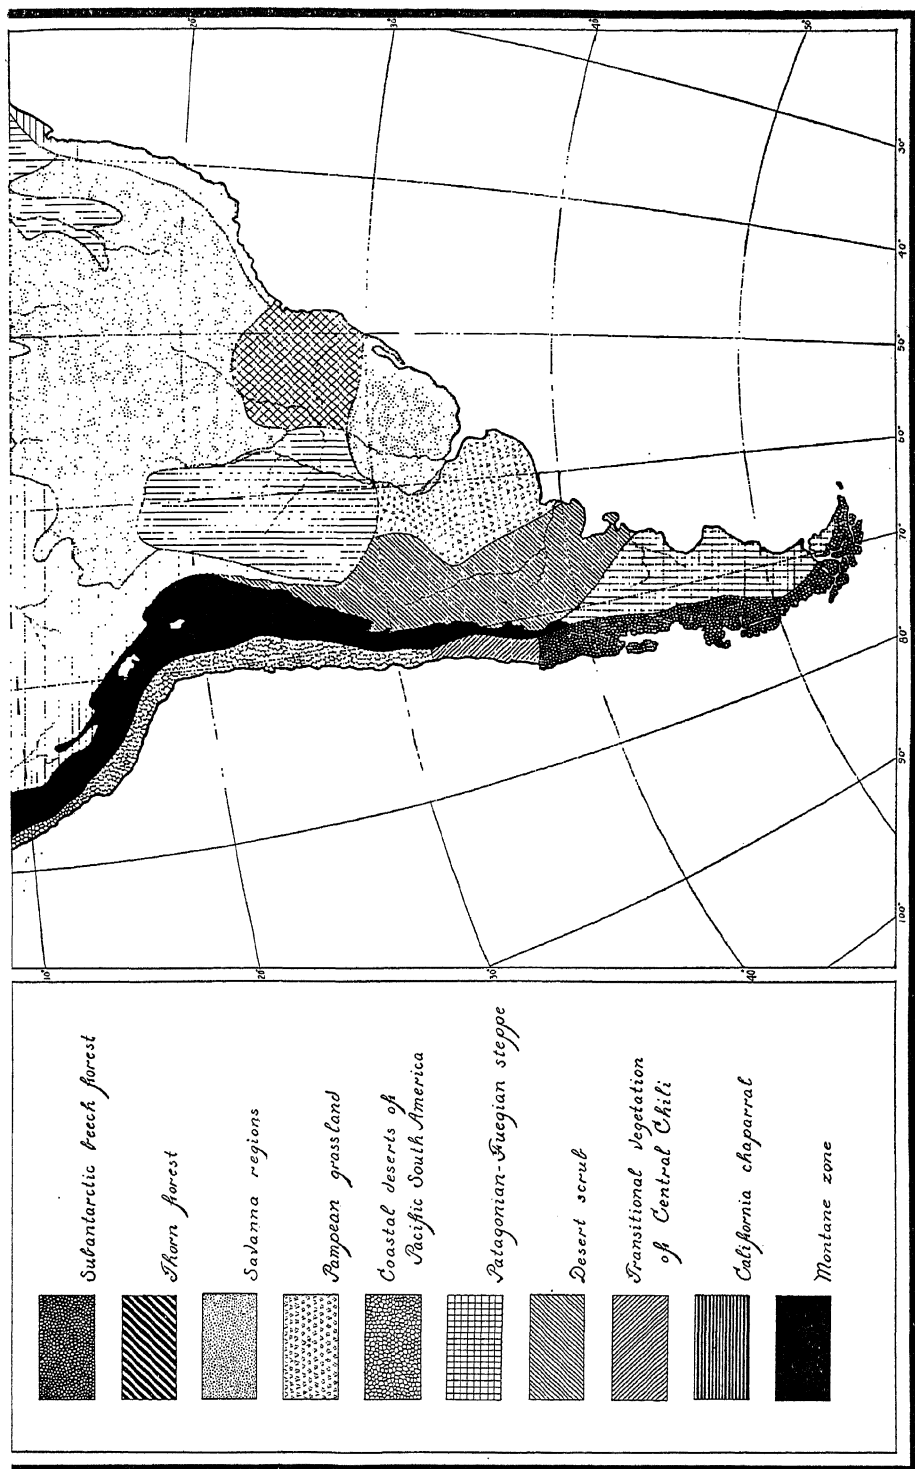 Subantarctic beech forest
Thorn forest
Savanna regions
Pampean grassland
Coastal deserts of
Pacific South America
Patagonian-Fuegian steppe
Desert scrub
Transitional vegetation
of Central Chili
California chaparral
Montane zone
20°
30°
40°
50°
30°
40°
50°
60°
70°
80°
90°
100°
10°
20°
30°
40°